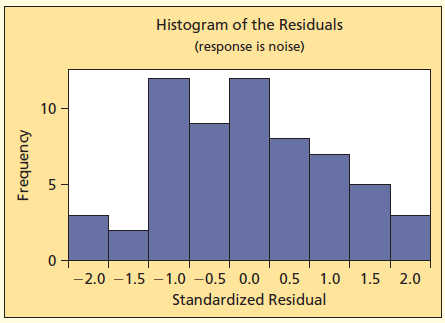 Histogram of the Residuals
(response is noise)
Frequency
10
5
0
−2.0 −1.5 −1.0 −0.5 0.0 0.5 1.0 1.5 2.0
Standardized Residual